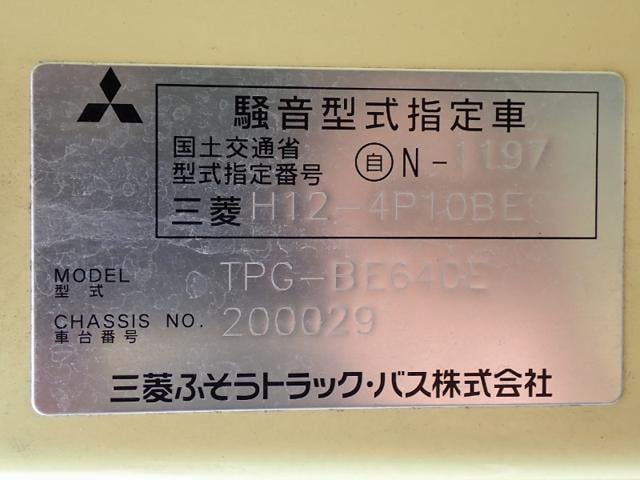 騒音型式指定車
国土交通省
型式指定番号 自 N-1197
三菱 H12-4P10BE
MODEL
型式 TPG-BE640E
CHASSIS NO.
車台番号 200029
三菱ふそうトラック・バス株式会社